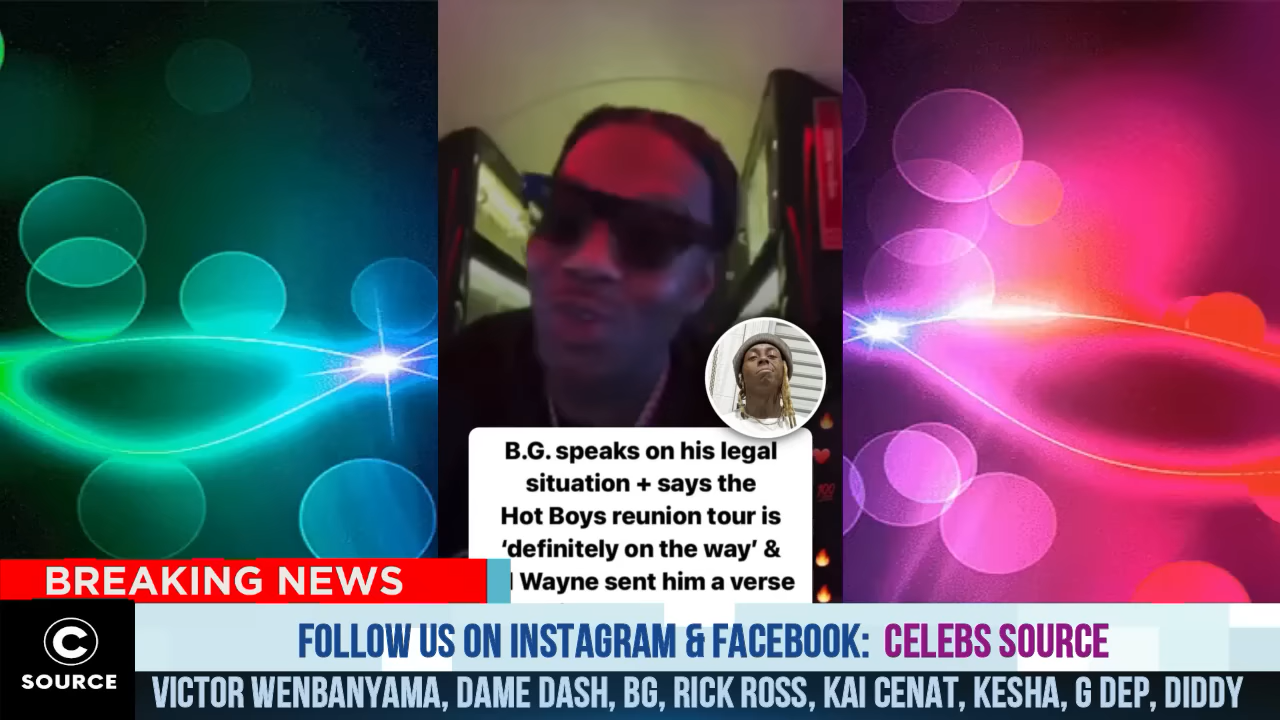 B.G. speaks on his legal
situation + says the
Hot Boys reunion tour is
‘definitely on the way’ &
Wayne sent him a verse
BREAKING NEWS
C
SOURCE
FOLLOW US ON INSTAGRAM & FACEBOOK: CELEBS SOURCE
VICTOR WENBANYAMA, DAME DASH, BG, RICK ROSS, KAI CENAT, KESHA, G DEP, DIDDY